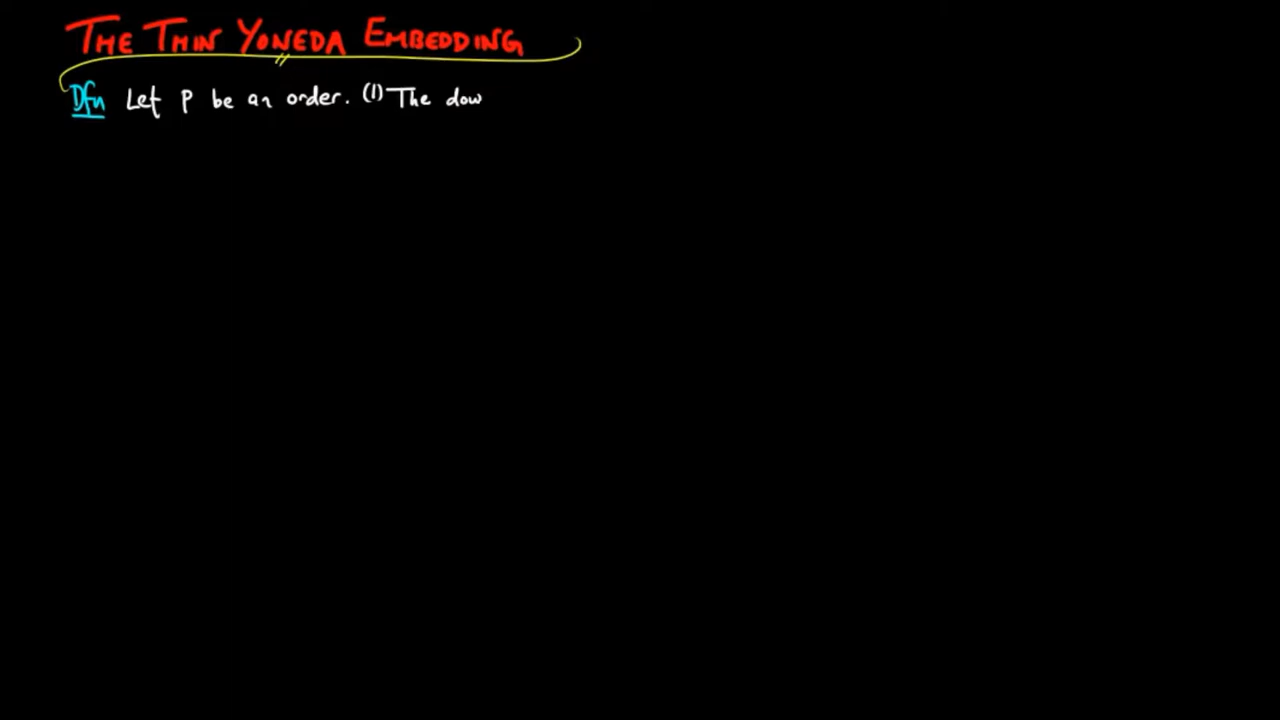 THE THIN YONEDA EMBEDDING
Dfn Let P be an order. (1) The dow